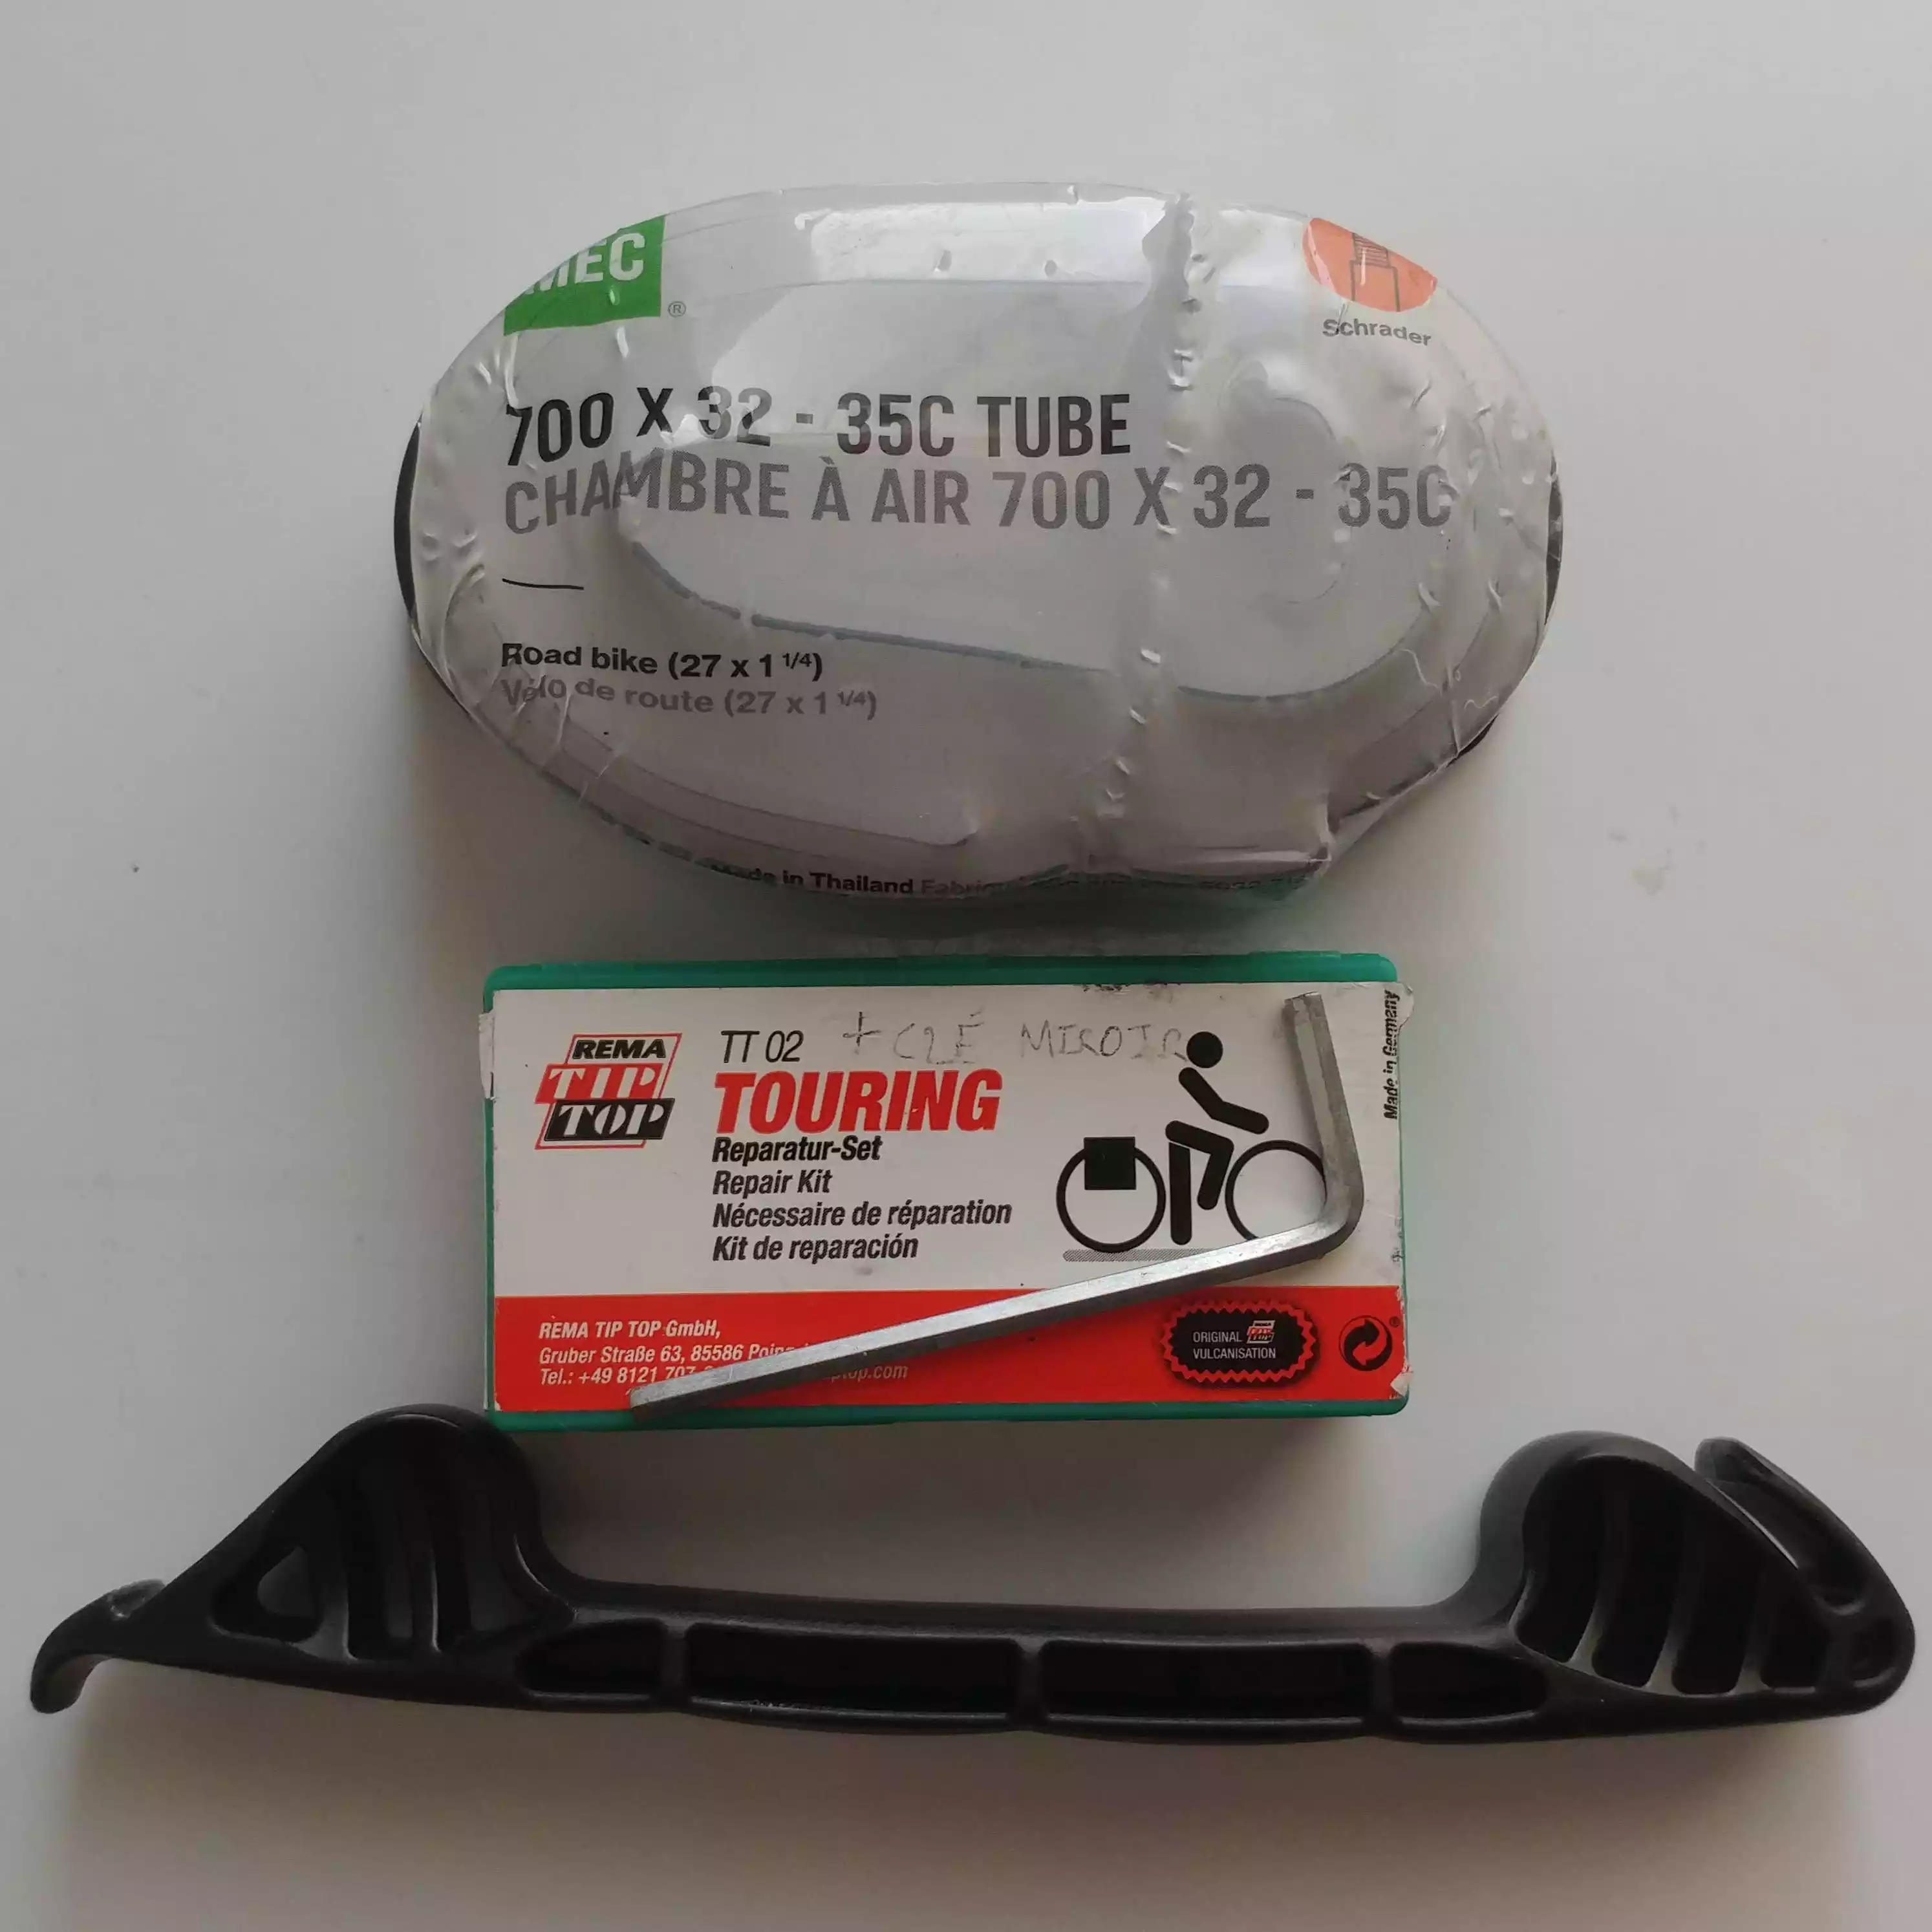 MEC ®
Schrader
700 X 32 - 35C TUBE
CHAMBRE À AIR 700 X 32 - 35C
Road bike (27 x 1 1/4)
Vélo de route (27 x 1 1/4)
Made in Thailand
REMA
TIP
TOP
TT 02 + CLÉ MIROIR
TOURING
Reparatur-Set
Repair Kit
Nécessaire de réparation
Kit de reparación
Made in Germany
REMA TIP TOP GmbH,
Gruber Straße 63, 85586
Tel.: +49 8121
ORIGINAL
VULCANISATION